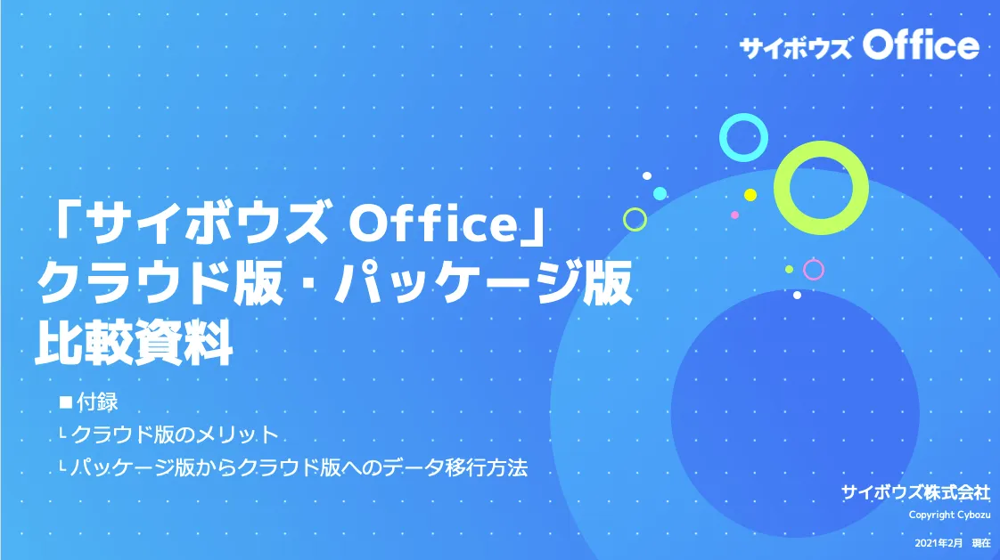 サイボウズ Office
「サイボウズ Office」
クラウド版・パッケージ版
比較資料
■付録
└ クラウド版のメリット
└ パッケージ版からクラウド版へのデータ移行方法
サイボウズ株式会社
Copyright Cybozu
2021年2月　現在